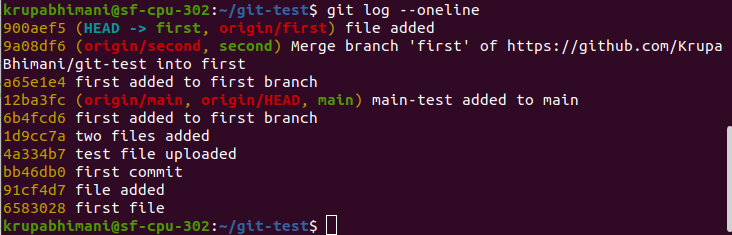 krupabhimani@sf-cpu-302:~/git-test$ git log --oneline
900aef5 (HEAD -> first, origin/first) file added
9a08df6 (origin/second, second) Merge branch 'first' of https://github.com/Krupa
Bhimani/git-test into first
a65e1e4 first added to first branch
12ba3fc (origin/main, origin/HEAD, main) main-test added to main
6b4fcd6 first added to first branch
1d9cc7a two files added
4a334b7 test file uploaded
bb46db0 first commit
91cf4d7 file added
6583028 first file
krupabhimani@sf-cpu-302:~/git-test$